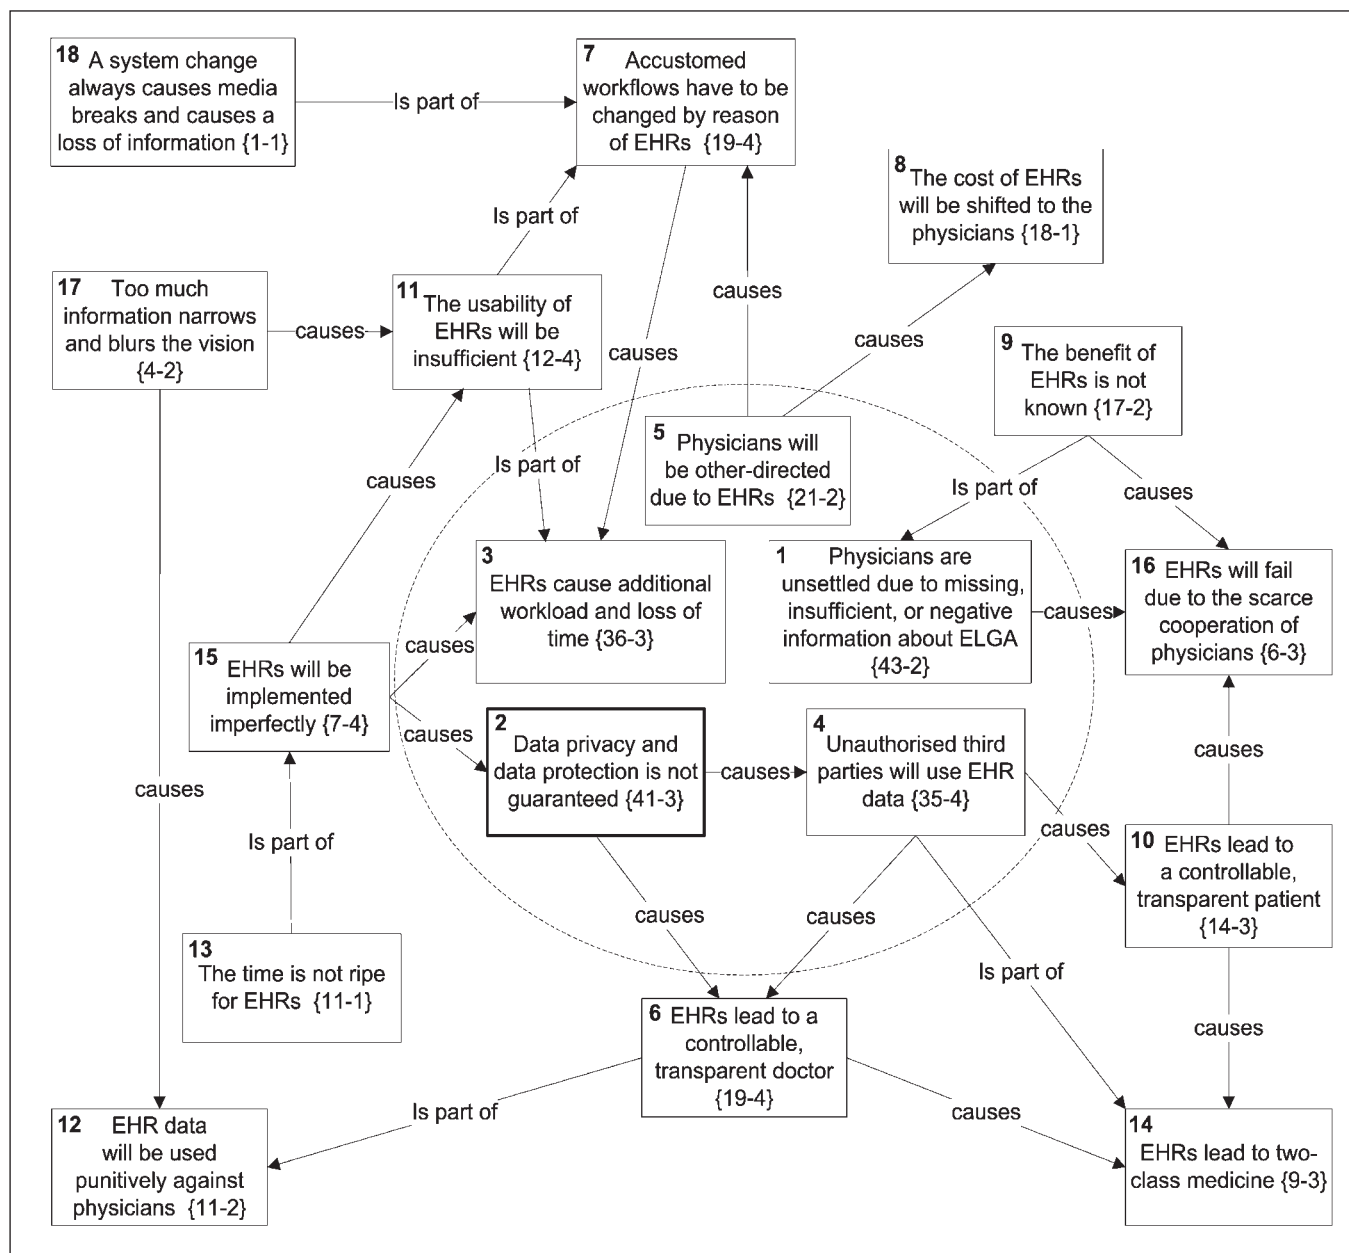 18 A system change
always causes media
breaks and causes a
loss of information {1-1}
Is part of
7 Accustomed
workflows have to be
changed by reason
of EHRs {19-4}
8 The cost of EHRs
will be shifted to the
physicians {18-1}
Is part of
17 Too much
information narrows
and blurs the vision
{4-2}
causes
11 The usability of
EHRs will be
insufficient {12-4}
causes
causes
causes
9 The benefit of
EHRs is not
known {17-2}
causes
Is part of
5 Physicians will
be other-directed
due to EHRs {21-2}
Is part of
causes
3
EHRs cause additional
workload and loss of
time {36-3}
1 Physicians are
unsettled due to missing,
insufficient, or negative
information about ELGA
{43-2}
causes
16 EHRs will fail
due to the scarce
cooperation of
physicians {6-3}
15 EHRs will be
implemented
imperfectly {7-4}
causes
causes
2
Data privacy and
data protection is not
guaranteed {41-3}
causes
4
Unauthorised third
parties will use EHR
data {35-4}
causes
causes
causes
10 EHRs lead to
a controllable,
transparent patient
{14-3}
Is part of
13
The time is not ripe
for EHRs {11-1}
causes
causes
Is part of
causes
6 EHRs lead to a
controllable,
transparent doctor
{19-4}
Is part of
causes
12 EHR data
will be used
punitively against
physicians {11-2}
14
EHRs lead to two-
class medicine {9-3}